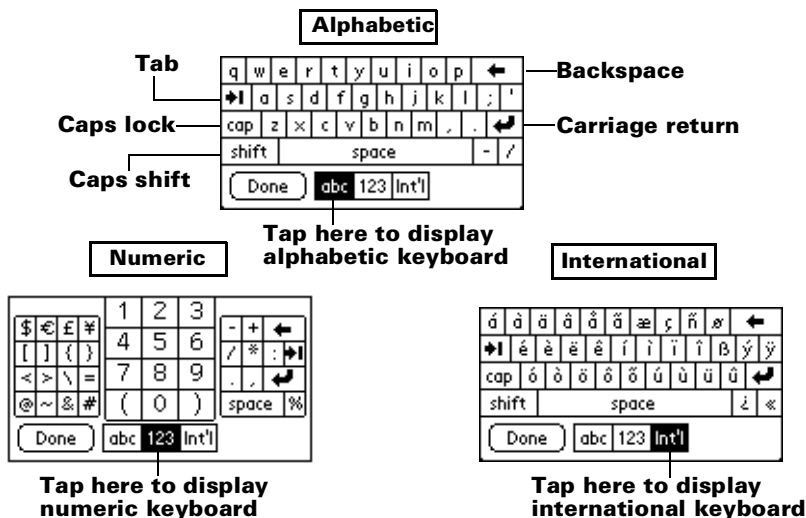 Alphabetic
Tab
q w e r t y u i o p
Backspace
a s d f g h j k l ; '
Caps lock
cap z x c v b n m , .
Carriage return
shift space - /
Caps shift
Done abc 123 Int'l
Tap here to display
alphabetic keyboard
Numeric
1 2 3
$ € £ ¥
- +
[ ] { }
4 5 6
/ * :
< > \ =
7 8 9
. ,
@ ~ & #
( 0 )
space %
Done abc 123 Int'l
Tap here to display
numeric keyboard
International
á à ä â å ã æ ç ñ ø
é è ë ê í ì ï î ß ý ÿ
cap ó ò ö ô õ ú ù ü û
shift space ¿ «
Done abc 123 Int'l
Tap here to display
international keyboard